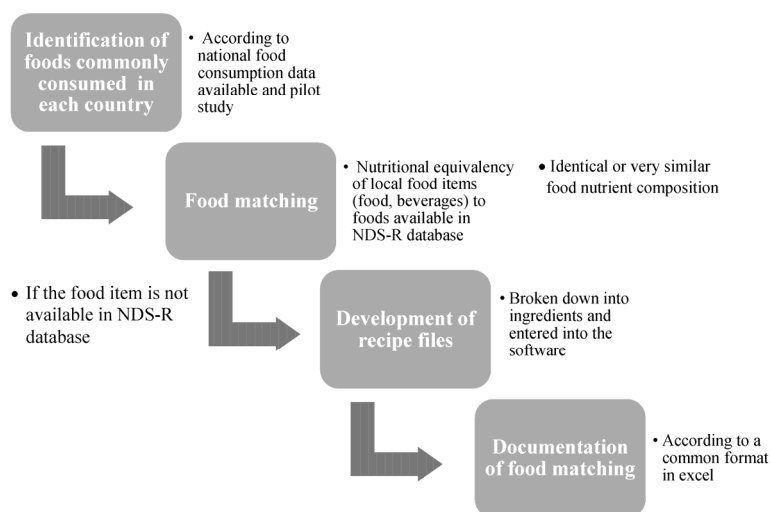 Identification of
foods commonly
consumed in
each country
• According to
national food
consumption data
available and pilot
study
Food matching
• Nutritional equivalency
of local food items
(food, beverages) to
foods available in
NDS-R database
• Identical or very similar
food nutrient composition
• If the food item is not
available in NDS-R
database
Development of
recipe files
• Broken down into
ingredients and
entered into the
software
Documentation
of food matching
• According to a
common format
in excel